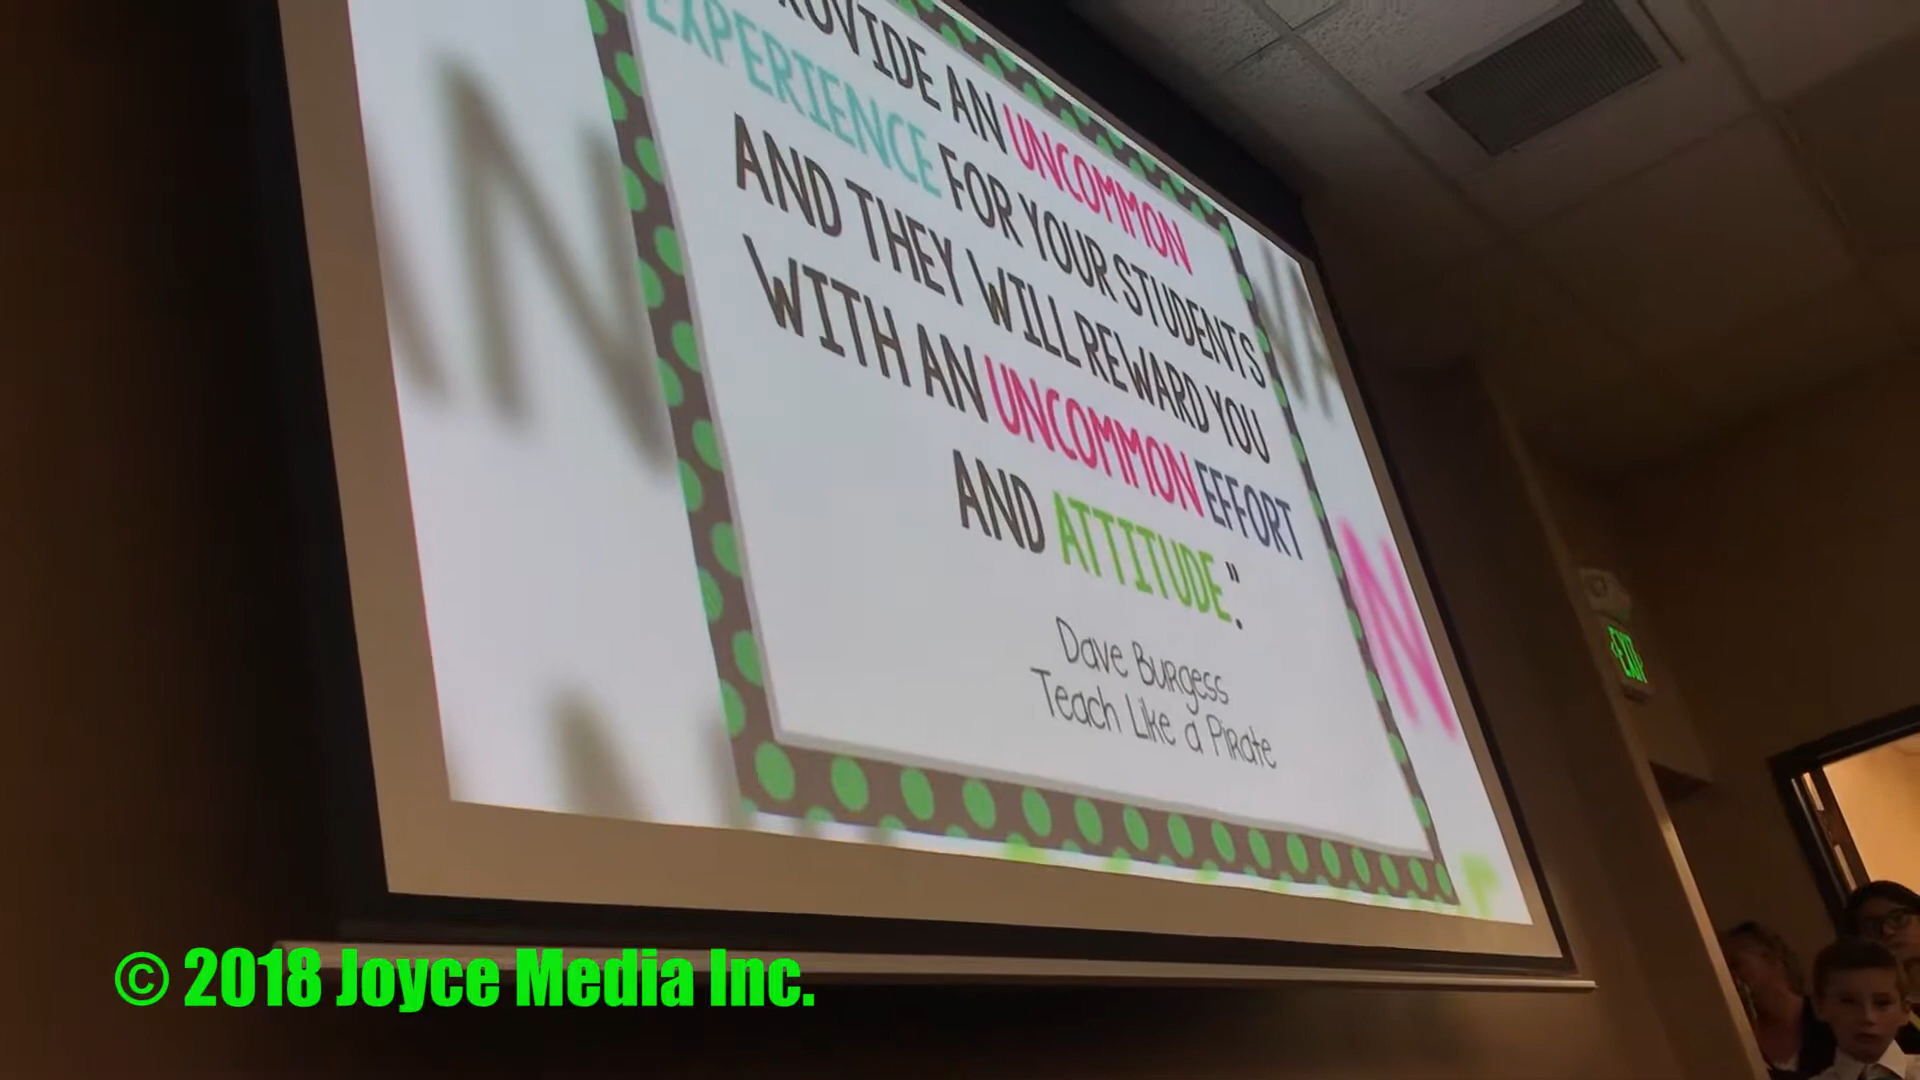 PROVIDE AN UNCOMMON
EXPERIENCE FOR YOUR STUDENTS
AND THEY WILL REWARD YOU
WITH AN UNCOMMON EFFORT
AND ATTITUDE".
Dave Burgess
Teach Like a Pirate
EXIT
© 2018 Joyce Media Inc.